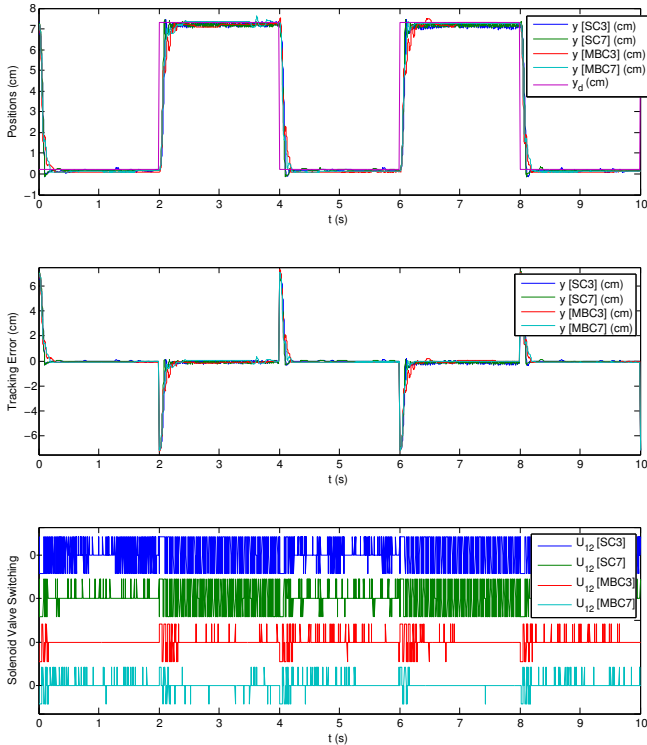 8
7
6
5
4
3
2
1
0
−1
Positions (cm)
y [SC3] (cm)
y [SC7] (cm)
y [MBC3] (cm)
y [MBC7] (cm)
y_d (cm)
0 1 2 3 4 5 6 7 8 9 10
t (s)
6
4
2
0
−2
−4
−6
Tracking Error (cm)
y [SC3] (cm)
y [SC7] (cm)
y [MBC3] (cm)
y [MBC7] (cm)
0 1 2 3 4 5 6 7 8 9 10
t (s)
0
0
0
0
Solenoid Valve Switching
U_12 [SC3]
U_12 [SC7]
U_12 [MBC3]
U_12 [MBC7]
0 1 2 3 4 5 6 7 8 9 10
t (s)